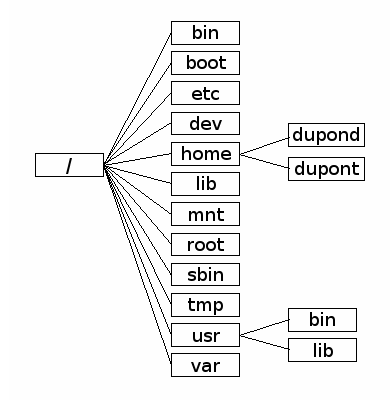 /
bin
boot
etc
dev
home
dupond
dupont
lib
mnt
root
sbin
tmp
usr
bin
lib
var